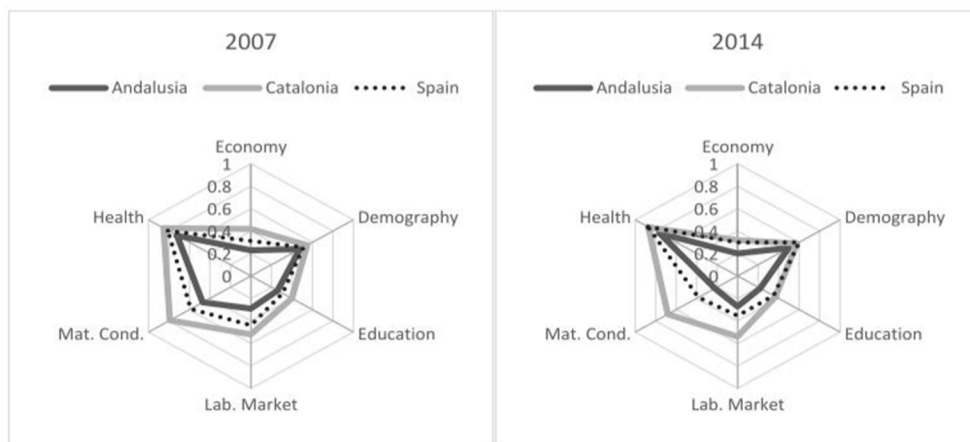 2007
Andalusia Catalonia Spain
Economy
1
0.8
Health Demography
0.6
0.4
0.2
0
Mat. Cond. Education
Lab. Market
2014
Andalusia Catalonia Spain
Economy
1
0.8
Health Demography
0.6
0.4
0.2
0
Mat. Cond. Education
Lab. Market